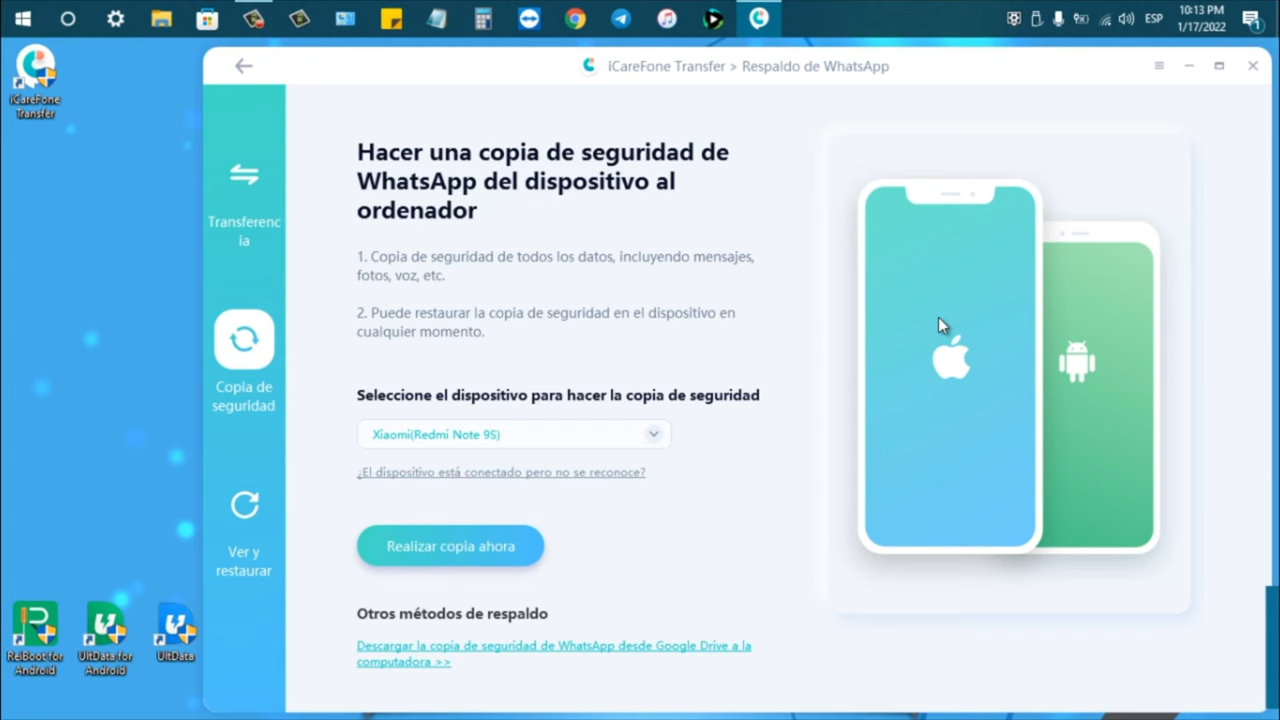 ESP
10:13 PM
1/17/2022
1
iCareFone
Transfer
iCareFone Transfer > Respaldo de WhatsApp
Transferenc
ia
Copia de
seguridad
Ver y
restaurar
Hacer una copia de seguridad de
WhatsApp del dispositivo al
ordenador
1. Copia de seguridad de todos los datos, incluyendo mensajes,
fotos, voz, etc.
2. Puede restaurar la copia de seguridad en el dispositivo en
cualquier momento.
Seleccione el dispositivo para hacer la copia de seguridad
Xiaomi(Redmi Note 9S)
¿El dispositivo está conectado pero no se reconoce?
Realizar copia ahora
Otros métodos de respaldo
Descargar la copia de seguridad de WhatsApp desde Google Drive a la
computadora >>
ReiBoot for
Android
UltData for
Android
UltData